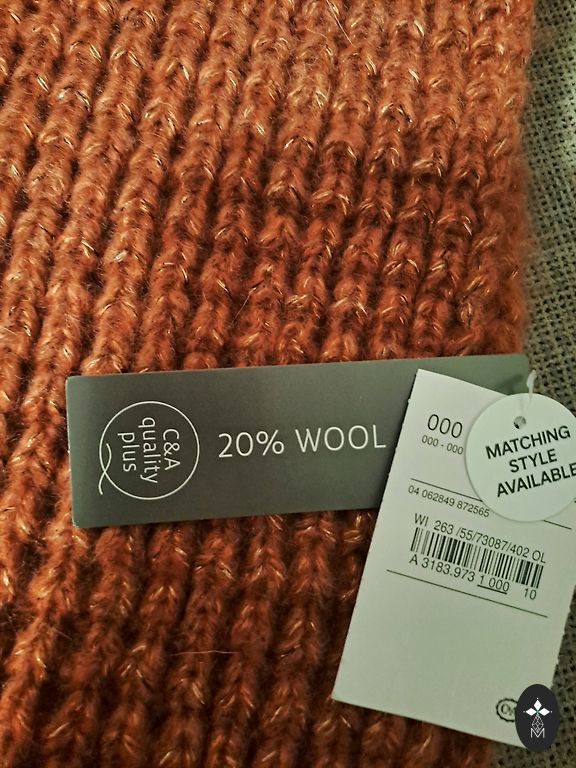 C&A
quality
plus
20% WOOL
000
000 - 000
MATCHING
STYLE
AVAILABLE
04 062849 872565
WI 263 /55/73087/402 OL
A 3183.973 1 000 10